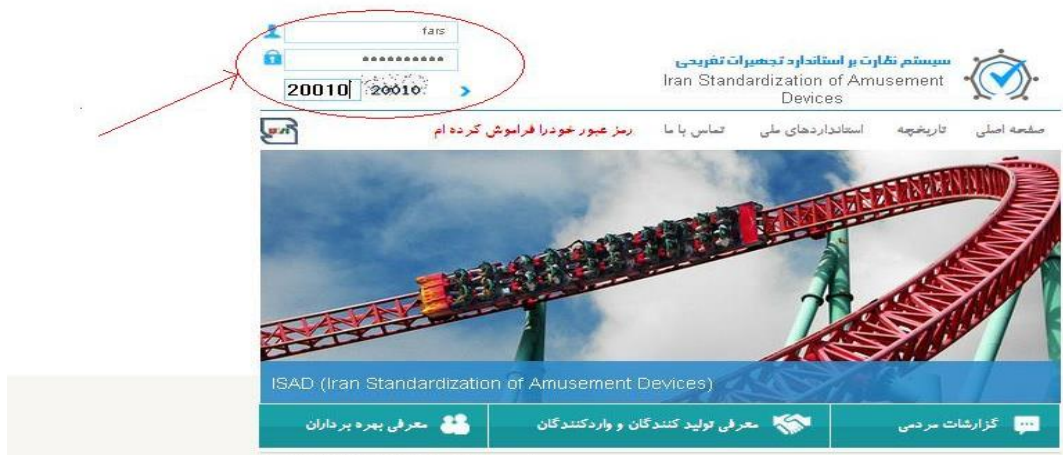 fars
20010
20010
سیستم نظارت بر استاندارد تجهیزات تفریحی
Iran Standardization of Amusement
Devices
صفحه اصلی
تاریخچه
استانداردهای ملی
تماس با ما
رمز عبور خودرا فراموش کرده ام
ISAD (Iran Standardization of Amusement Devices)
گزارشات مردمی
معرفی تولید کنندگان و واردکنندگان
معرفی بهره برداران